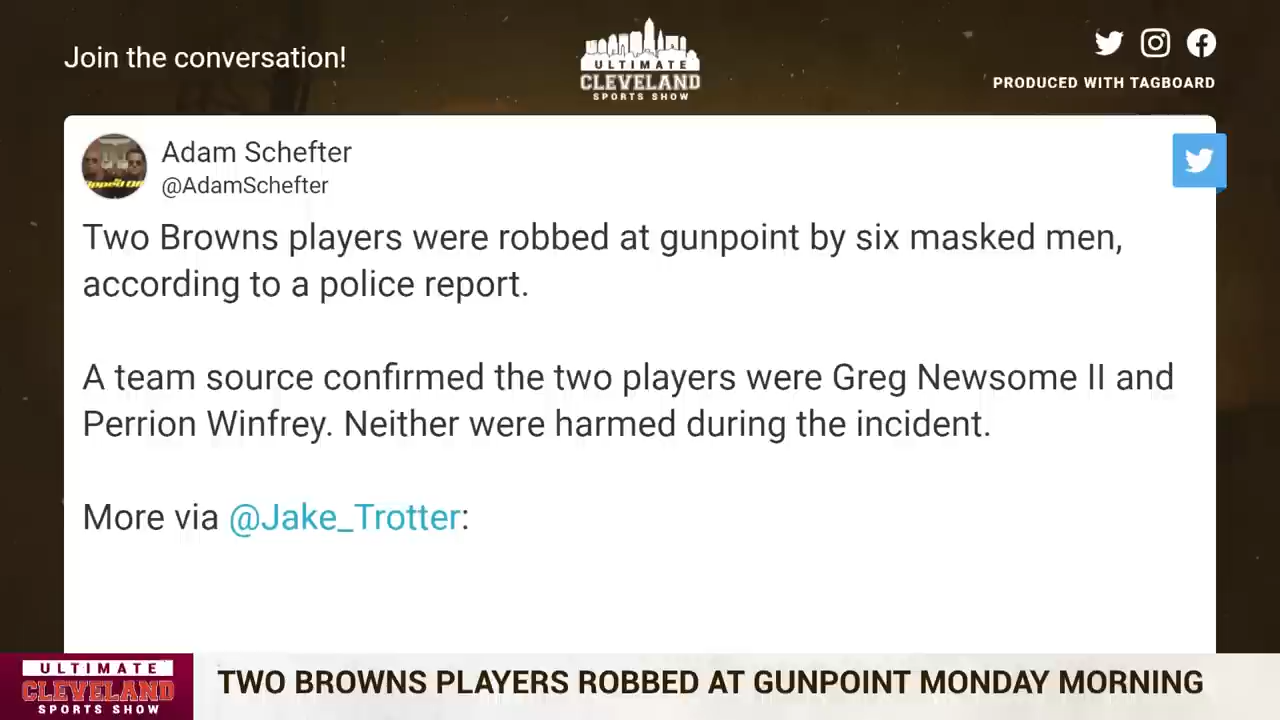 Join the conversation!
ULTIMATE
CLEVELAND
SPORTS SHOW
PRODUCED WITH TAGBOARD
Adam Schefter
@AdamSchefter
Two Browns players were robbed at gunpoint by six masked men,
according to a police report.
A team source confirmed the two players were Greg Newsome II and
Perrion Winfrey. Neither were harmed during the incident.
More via @Jake_Trotter:
ULTIMATE
CLEVELAND
SPORTS SHOW
TWO BROWNS PLAYERS ROBBED AT GUNPOINT MONDAY MORNING